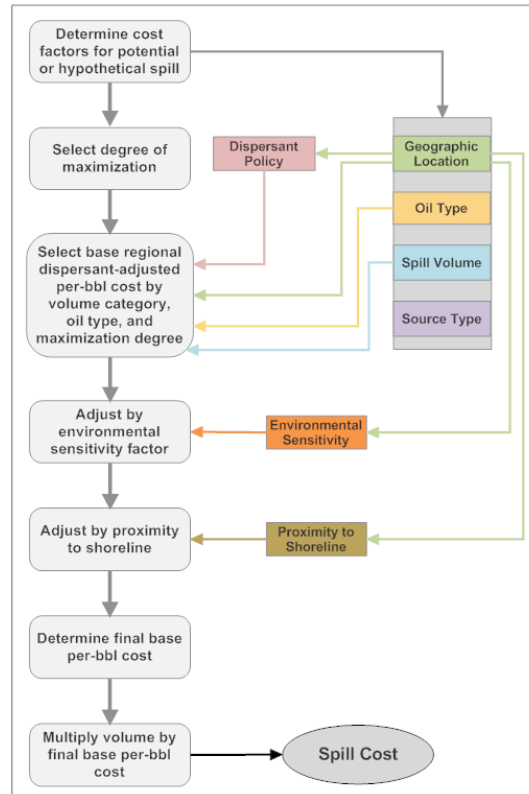 Determine cost
factors for potential
or hypothetical spill
Select degree of
maximization
Dispersant
Policy
Geographic
Location
Oil Type
Select base regional
dispersant-adjusted
per-bbl cost by
volume category,
oil type, and
maximization degree
Spill Volume
Source Type
Adjust by
environmental
sensitivity factor
Environmental
Sensitivity
Adjust by proximity
to shoreline
Proximity to
Shoreline
Determine final base
per-bbl cost
Multiply volume by
final base per-bbl
cost
Spill Cost